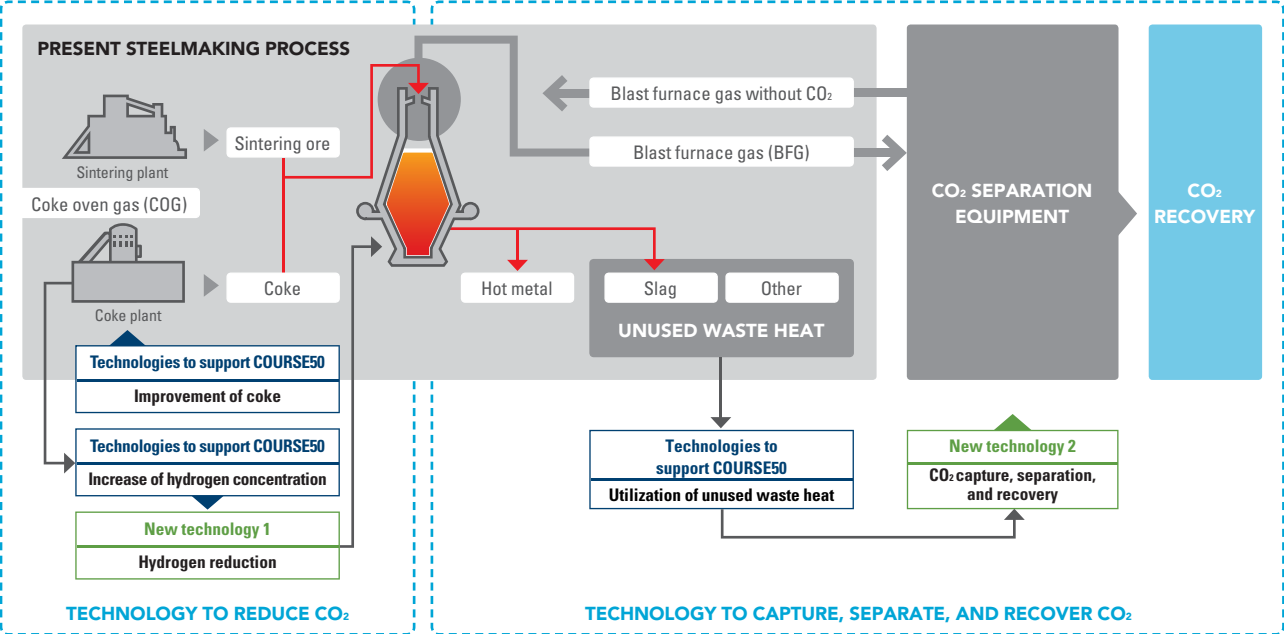 PRESENT STEELMAKING PROCESS
Sintering plant
Sintering ore
Coke oven gas (COG)
Coke plant
Coke
Blast furnace gas without CO₂
Blast furnace gas (BFG)
Hot metal
Slag
Other
UNUSED WASTE HEAT
CO₂ SEPARATION
EQUIPMENT
CO₂
RECOVERY
Technologies to support COURSE50
Improvement of coke
Technologies to support COURSE50
Increase of hydrogen concentration
New technology 1
Hydrogen reduction
Technologies to
support COURSE50
Utilization of unused waste heat
New technology 2
CO₂ capture, separation,
and recovery
TECHNOLOGY TO REDUCE CO₂
TECHNOLOGY TO CAPTURE, SEPARATE, AND RECOVER CO₂